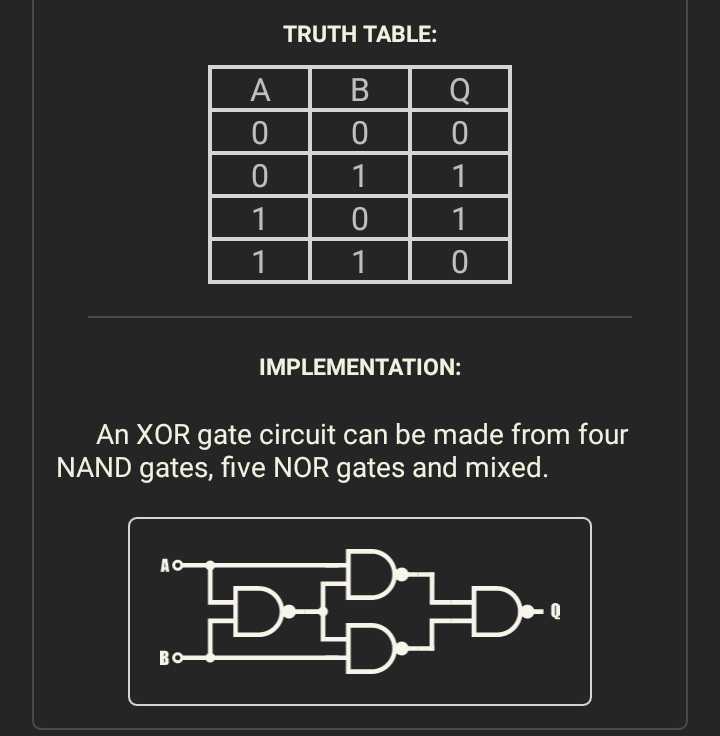 TRUTH TABLE:
A B Q
0 0 0
0 1 1
1 0 1
1 1 0
IMPLEMENTATION:
An XOR gate circuit can be made from four
NAND gates, five NOR gates and mixed.
A
Q
B